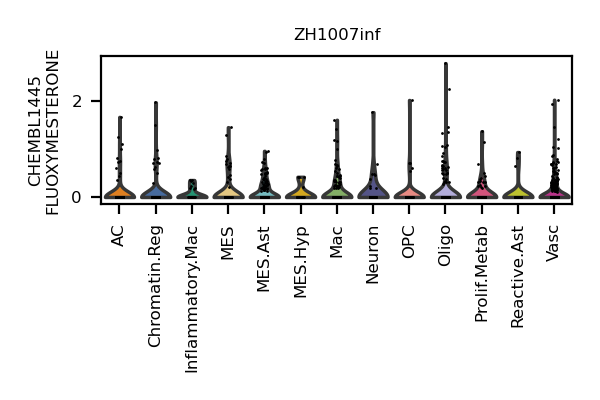 ZH1007inf
CHEMBL1445
FLUOXYMESTERONE
2
0
AC
Chromatin.Reg
Inflammatory.Mac
MES
MES.Ast
MES.Hyp
Mac
Neuron
OPC
Oligo
Prolif.Metab
Reactive.Ast
Vasc